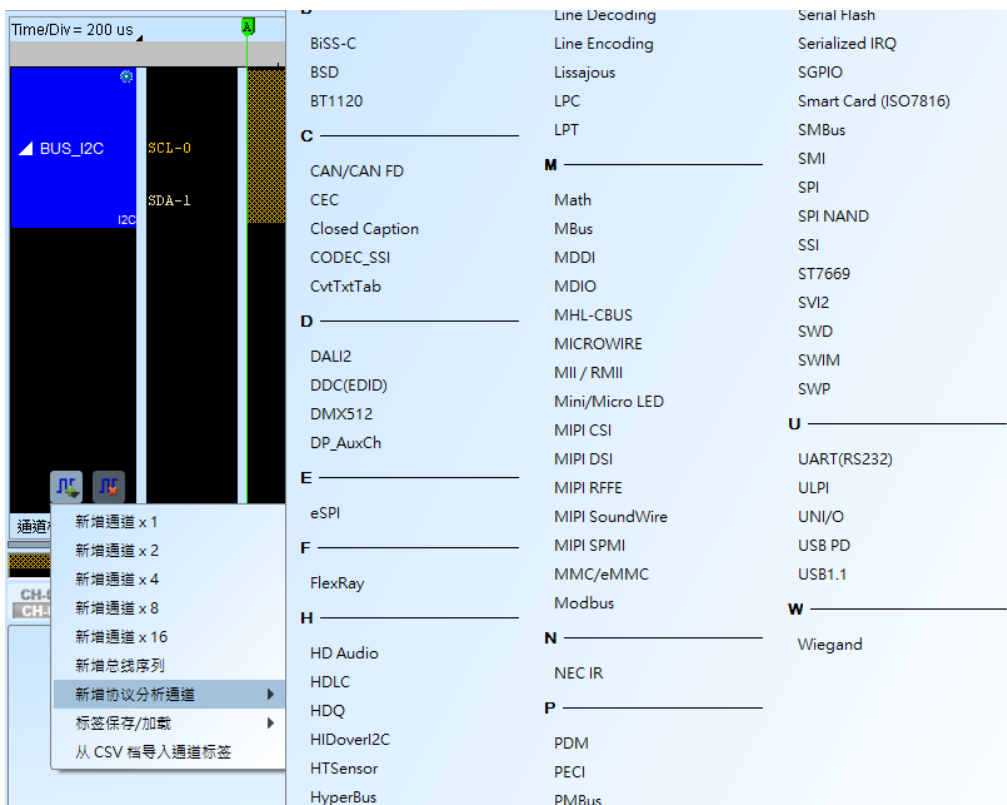 Time/Div = 200 us
A
BUS_I2C
I2C
SCL-0
SDA-1
通道
CH-
CH-
新增通道 x 1
新增通道 x 2
新增通道 x 4
新增通道 x 8
新增通道 x 16
新增总线序列
新增协议分析通道
标签保存/加载
从 CSV 档导入通道标签
BiSS-C
BSD
BT1120
C
CAN/CAN FD
CEC
Closed Caption
CODEC_SSI
CvtTxtTab
D
DALI2
DDC(EDID)
DMX512
DP_AuxCh
E
eSPI
F
FlexRay
H
HD Audio
HDLC
HDQ
HIDoverI2C
HTSensor
HyperBus
Line Decoding
Line Encoding
Lissajous
LPC
LPT
M
Math
MBus
MDDI
MDIO
MHL-CBUS
MICROWIRE
MII / RMII
Mini/Micro LED
MIPI CSI
MIPI DSI
MIPI RFFE
MIPI SoundWire
MIPI SPMI
MMC/eMMC
Modbus
N
NEC IR
P
PDM
PECI
PMBus
Serial Flash
Serialized IRQ
SGPIO
Smart Card (ISO7816)
SMBus
SMI
SPI
SPI NAND
SSI
ST7669
SVI2
SWD
SWIM
SWP
U
UART(RS232)
ULPI
UNI/O
USB PD
USB1.1
W
Wiegand